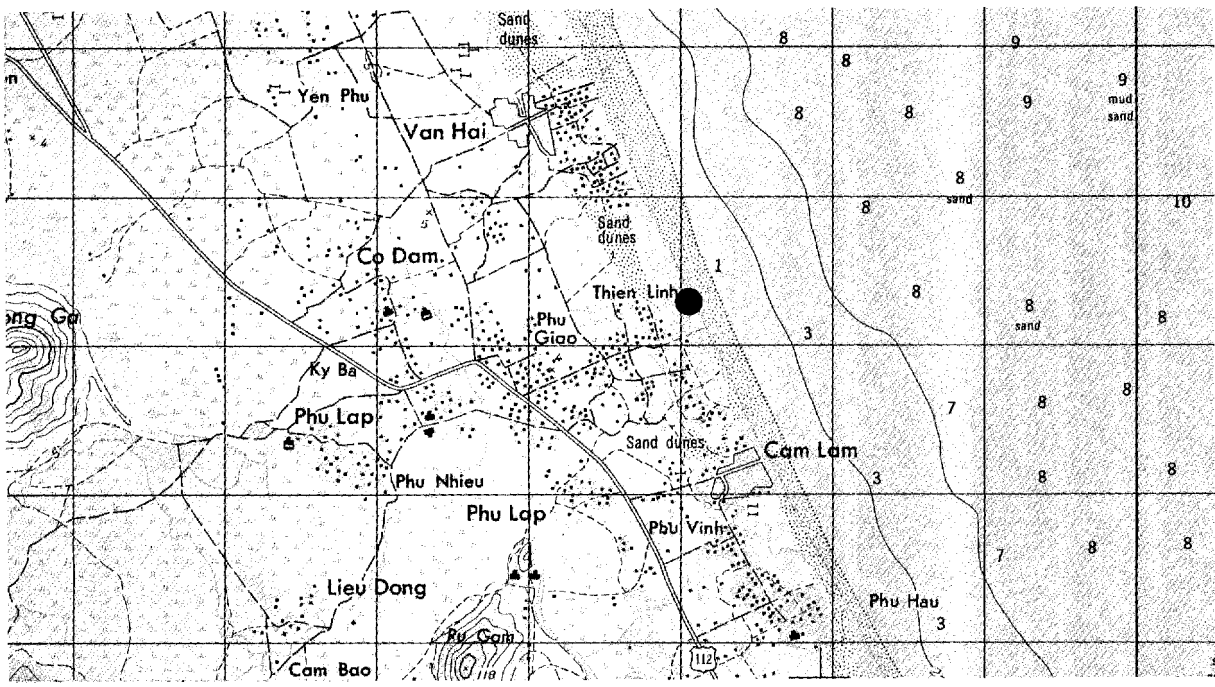 Sand
dunes
8
8
9
9
mud
sand
Yen Phu
Van Hai
8
8
9
4
8
sand
8
10
5
Sand
dunes
Co Dam
1
Thien Linh
8
8
sand
8
Phu
Giao
3
Ky Ba
8
7
8
Phu Lap
Sand dunes
Cam Lam
8
8
3
Phu Nhieu
Phu Lap
Phu Vinh
7
8
8
Lieu Dong
Phu Hau
3
Ru Gam
112
Cam Bao